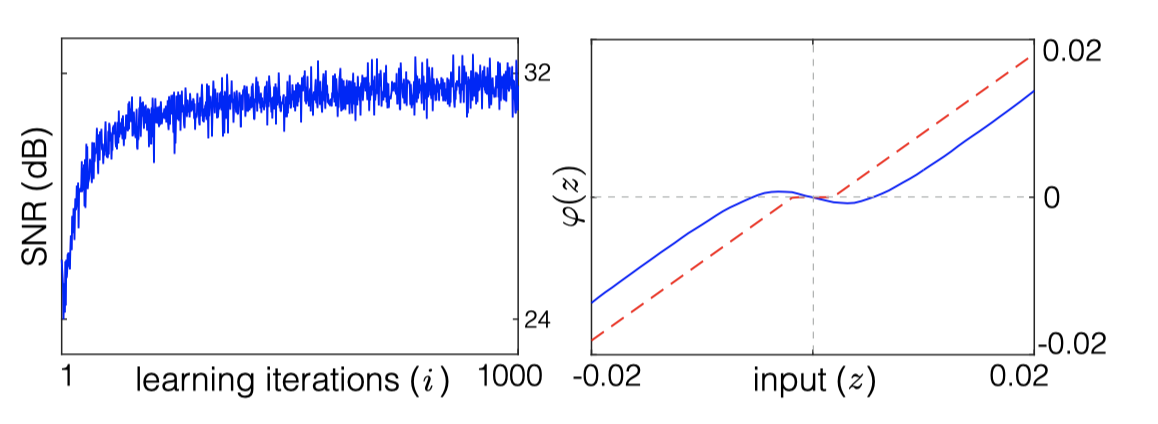 SNR (dB)
32
24
1
learning iterations (i)
1000
φ(z)
0.02
0
-0.02
-0.02
input (z)
0.02